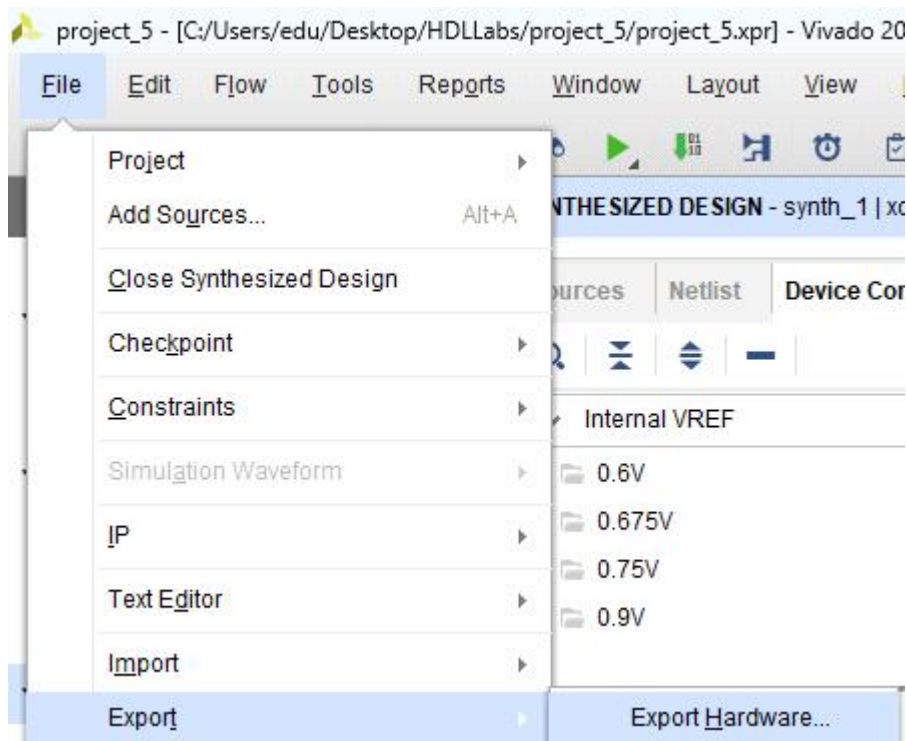 project_5 - [C:/Users/edu/Desktop/HDLLabs/project_5/project_5.xpr] - Vivado 20
File Edit Flow Tools Reports Window Layout View
Project
Add Sources... Alt+A
NTHESIZED DESIGN - synth_1 | xc
Close Synthesized Design
ources Netlist Device Con
Checkpoint
Constraints
Internal VREF
Simulation Waveform
0.6V
0.675V
IP
0.75V
Text Editor
0.9V
Import
Export
Export Hardware...